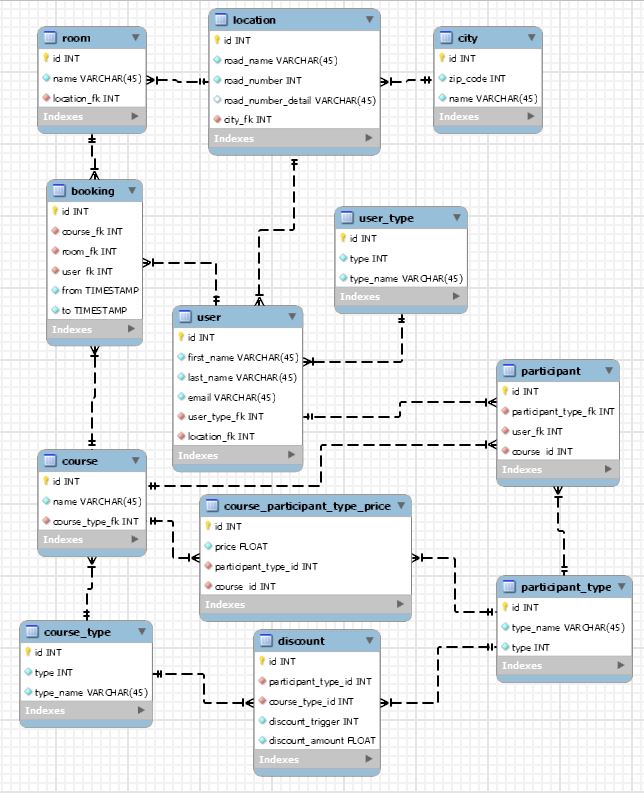 room
id INT
name VARCHAR(45)
location_fk INT
Indexes
location
id INT
road_name VARCHAR(45)
road_number INT
road_number_detail VARCHAR(45)
city_fk INT
Indexes
city
id INT
zip_code INT
name VARCHAR(45)
Indexes
booking
id INT
course_fk INT
room_fk INT
user_fk INT
from TIMESTAMP
to TIMESTAMP
Indexes
user_type
id INT
type INT
type_name VARCHAR(45)
Indexes
user
id INT
first_name VARCHAR(45)
last_name VARCHAR(45)
email VARCHAR(45)
user_type_fk INT
location_fk INT
Indexes
participant
id INT
participant_type_fk INT
user_fk INT
course_id INT
Indexes
course
id INT
name VARCHAR(45)
course_type_fk INT
Indexes
course_participant_type_price
id INT
price FLOAT
participant_type_id INT
course_id INT
Indexes
participant_type
id INT
type_name VARCHAR(45)
type INT
Indexes
course_type
id INT
type INT
type_name VARCHAR(45)
Indexes
discount
id INT
participant_type_id INT
course_type_id INT
discount_trigger INT
discount_amount FLOAT
Indexes